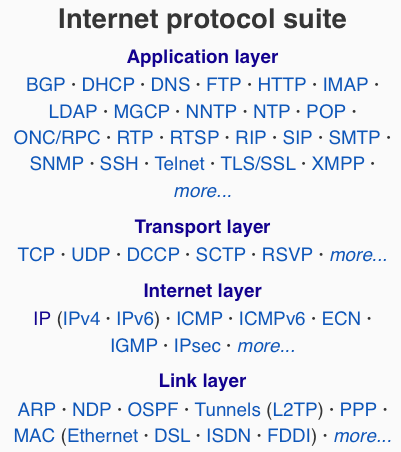 Internet protocol suite
Application layer
BGP · DHCP · DNS · FTP · HTTP · IMAP ·
LDAP · MGCP · NNTP · NTP · POP ·
ONC/RPC · RTP · RTSP · RIP · SIP · SMTP ·
SNMP · SSH · Telnet · TLS/SSL · XMPP ·
more...
Transport layer
TCP · UDP · DCCP · SCTP · RSVP · more...
Internet layer
IP (IPv4 · IPv6) · ICMP · ICMPv6 · ECN ·
IGMP · IPsec · more...
Link layer
ARP · NDP · OSPF · Tunnels (L2TP) · PPP ·
MAC (Ethernet · DSL · ISDN · FDDI) · more...